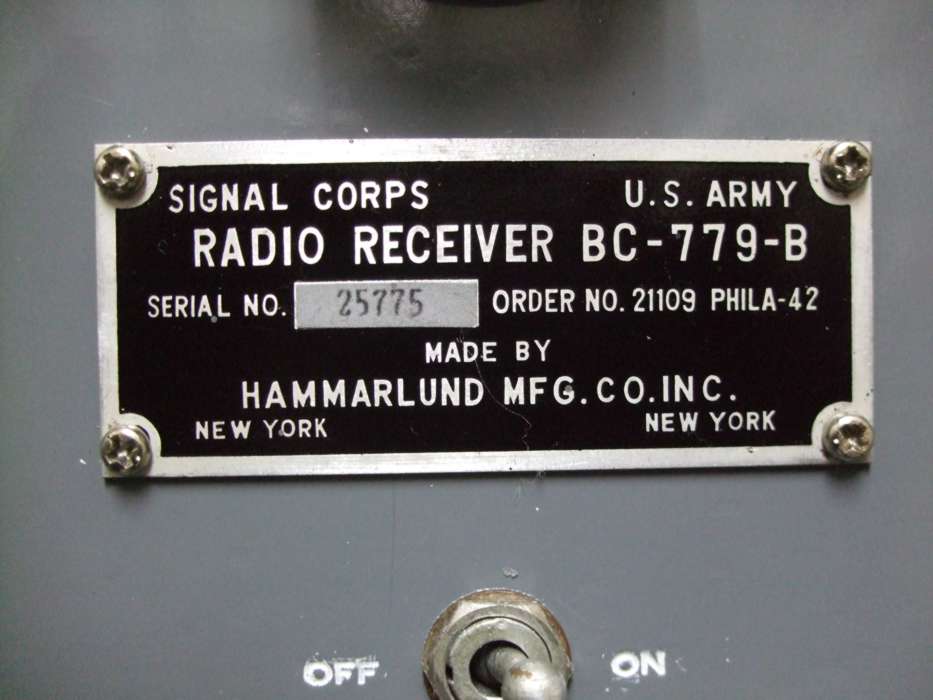 SIGNAL CORPS U.S. ARMY
RADIO RECEIVER BC-779-B
SERIAL NO. 25775 ORDER NO. 21109 PHILA-42
MADE BY
HAMMARLUND MFG. CO. INC.
NEW YORK NEW YORK
OFF ON